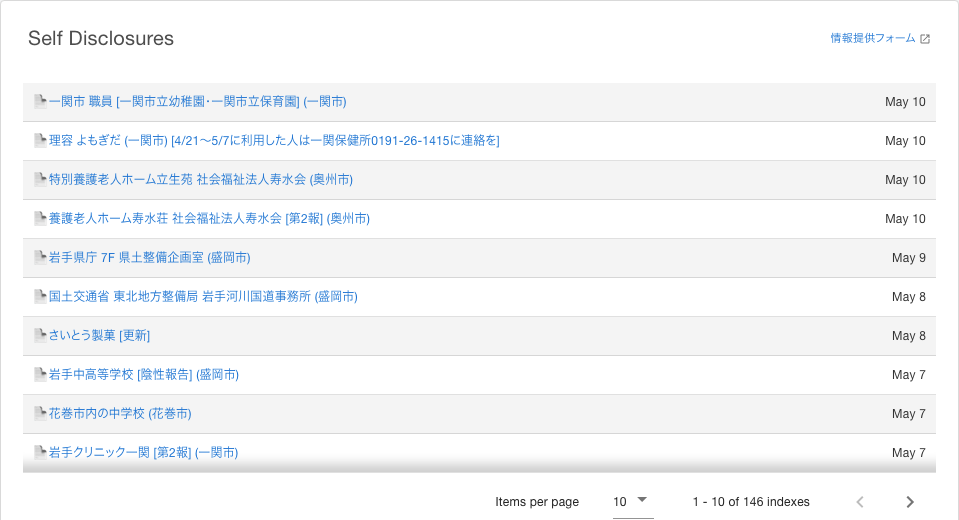 Self Disclosures
情報提供フォーム
一関市 職員 [一関市立幼稚園･一関市立保育園] (一関市) May 10
理容 よもぎだ (一関市) [4/21〜5/7に利用した人は一関保健所0191-26-1415に連絡を] May 10
特別養護老人ホーム立生苑 社会福祉法人寿水会 (奥州市) May 10
養護老人ホーム寿水荘 社会福祉法人寿水会 [第2報] (奥州市) May 10
岩手県庁 7F 県土整備企画室 (盛岡市) May 9
国土交通省 東北地方整備局 岩手河川国道事務所 (盛岡市) May 8
さいとう製菓 [更新] May 8
岩手中高等学校 [陰性報告] (盛岡市) May 7
花巻市内の中学校 (花巻市) May 7
岩手クリニック一関 [第2報] (一関市) May 7
Items per page 10 1 - 10 of 146 indexes